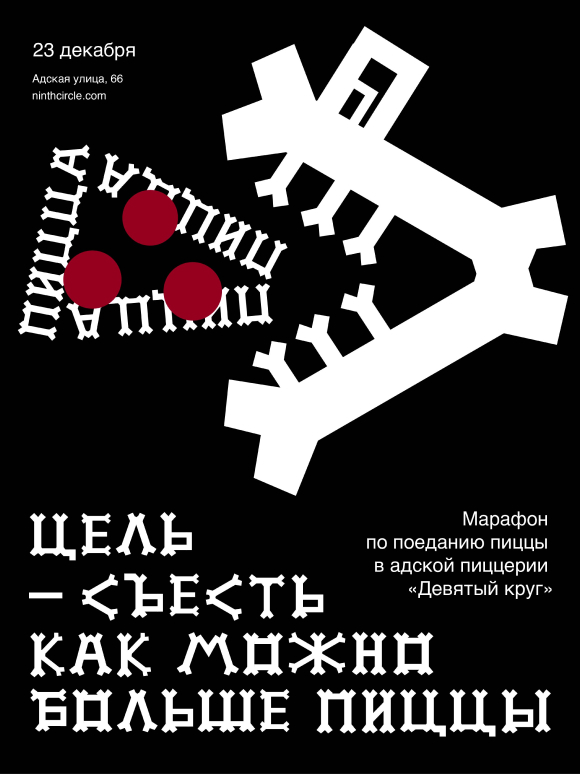 23 декабря
Адская улица, 66
ninthcircle.com
ПИЦЦА
ПИЦЦА
ПИЦЦА
Марафон
по поеданию пиццы
в адской пиццерии
«Девятый круг»
ЦЕЛЬ
– СЪЕСТЬ
КАК МОЖНО
БОЛЬШЕ ПИЦЦЫ